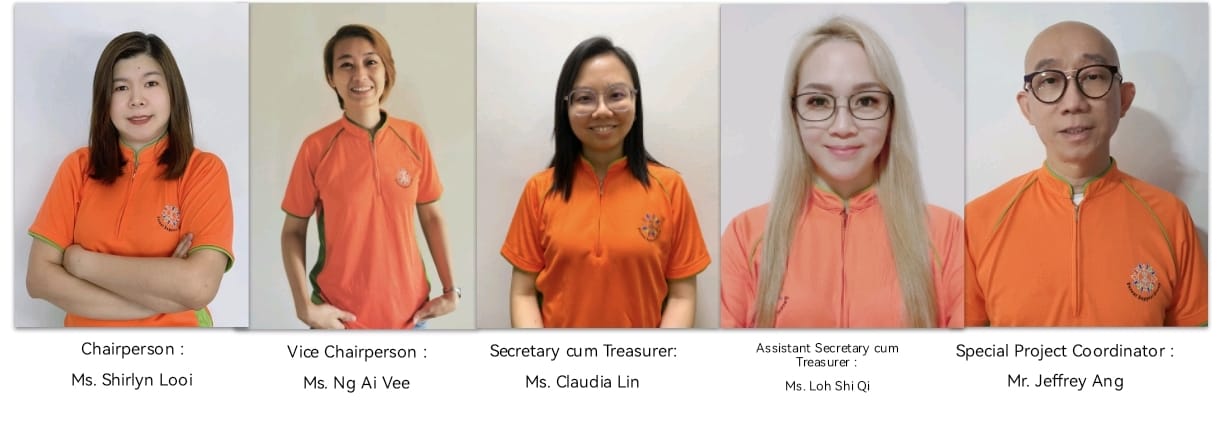 Chairperson :
Ms. Shirlyn Looi
Vice Chairperson :
Ms. Ng Ai Vee
Secretary cum Treasurer:
Ms. Claudia Lin
Assistant Secretary cum
Treasurer :
Ms. Loh Shi Qi
Special Project Coordinator :
Mr. Jeffrey Ang